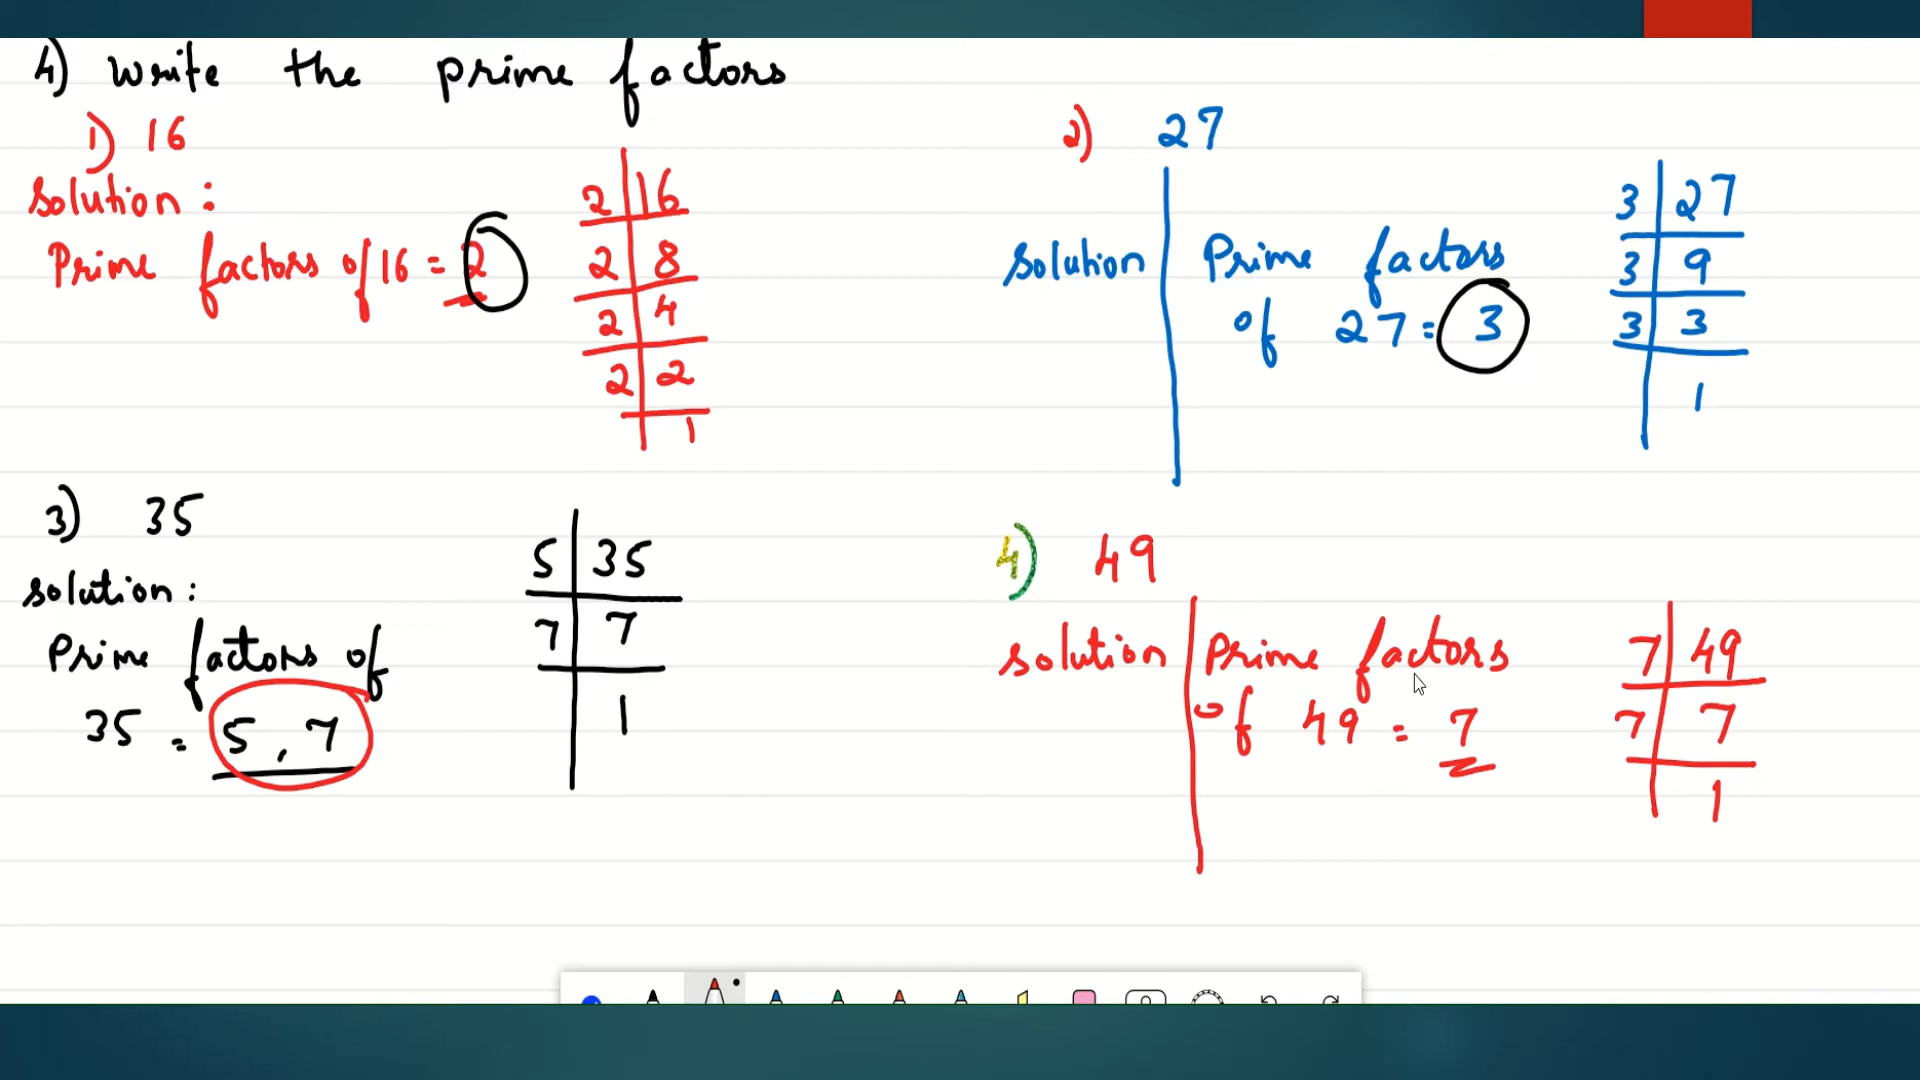 4) write the prime factors
1) 16
solution :
Prime factors of 16 = 2
2 16
2 8
2 4
2 2
1
2) 27
solution Prime factors
of 27 = 3
3 27
3 9
3 3
1
3) 35
solution :
Prime factors of
35 = 5, 7
5 35
7 7
1
4) 49
solution Prime factors
of 49 = 7
7 49
7 7
1